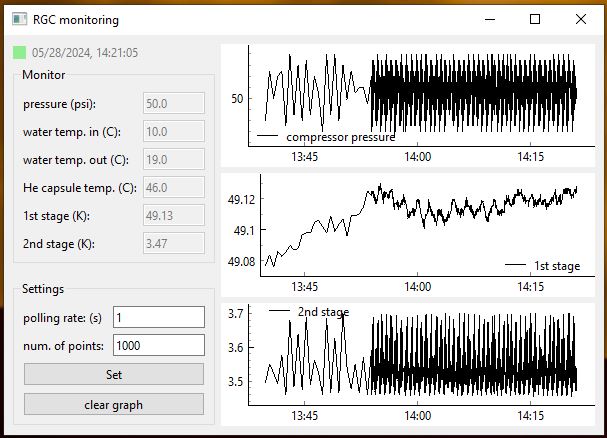 RGC monitoring
05/28/2024, 14:21:05
Monitor
pressure (psi): 50.0
water temp. in (C): 10.0
water temp. out (C): 19.0
He capsule temp. (C): 46.0
1st stage (K): 49.13
2nd stage (K): 3.47
Settings
polling rate: (s) 1
num. of points: 1000
Set
clear graph
50
compressor pressure
13:45 14:00 14:15
49.12
49.1
49.08
1st stage
13:45 14:00 14:15
3.7
2nd stage
3.6
3.5
13:45 14:00 14:15